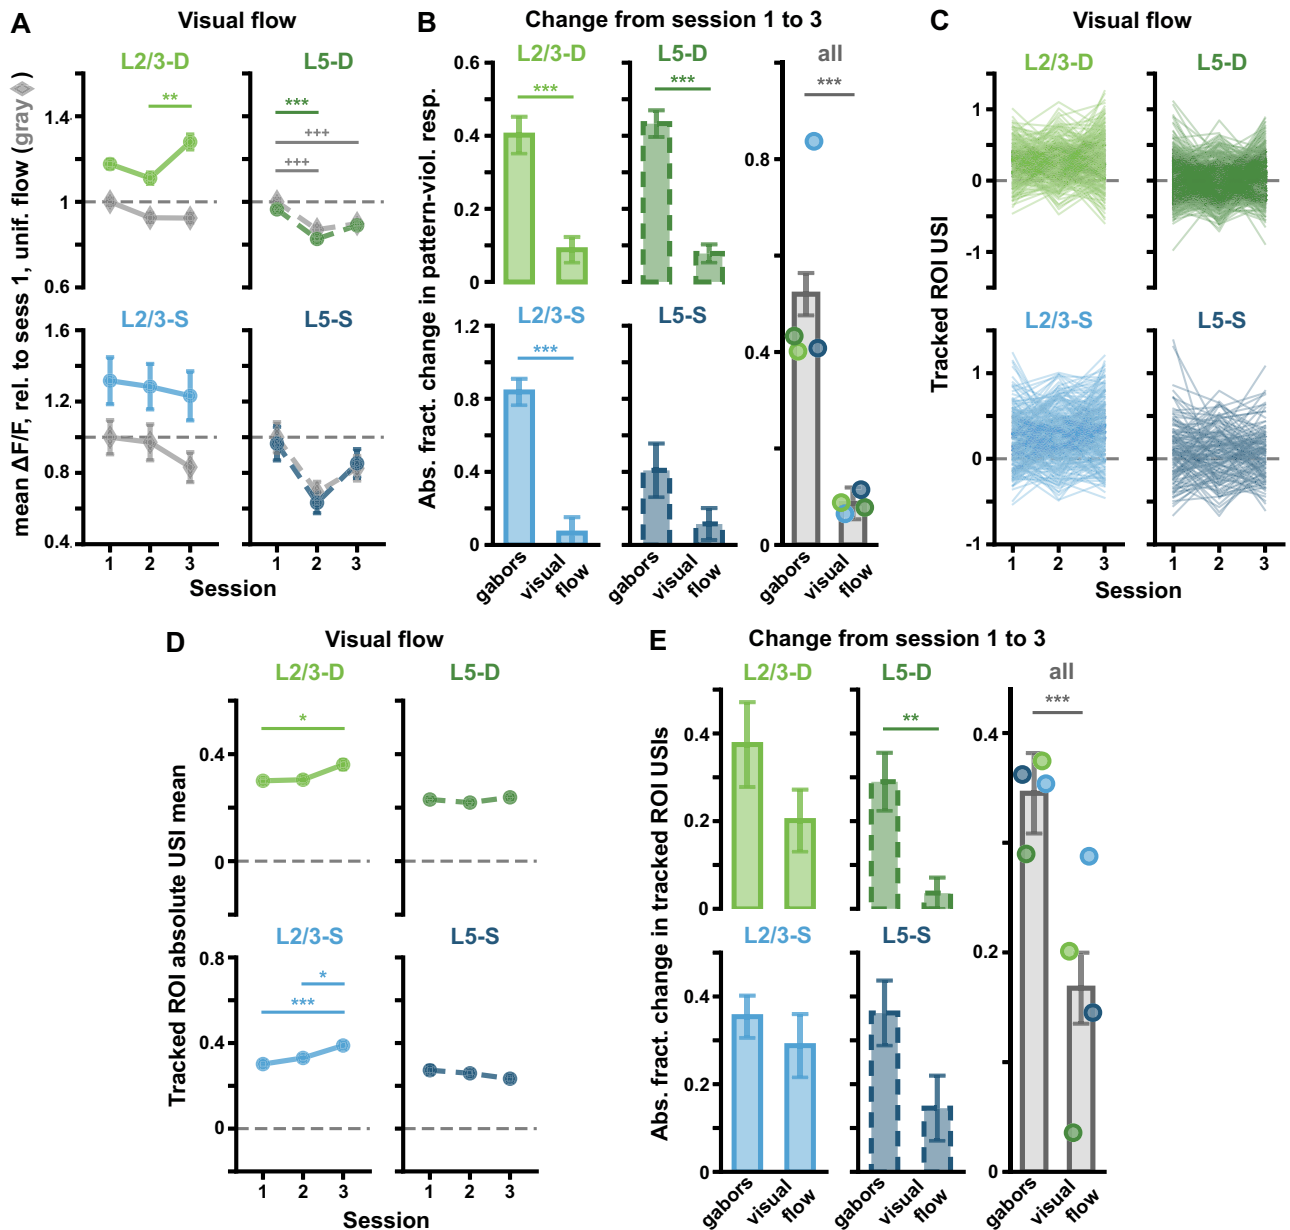 A
Visual flow
L2/3-D
L5-D
mean ΔF/F, rel. to sess 1, unif. flow (gray ◆)
1.4
1
0.6
**
***
+++
+++
L2/3-S
L5-S
1.6
1.2
1
0.8
0.4
1 2 3
1 2 3
Session
B
Change from session 1 to 3
L2/3-D
L5-D
all
Abs. fract. change in pattern-viol. resp.
0.6
0.4
0.2
0
***
***
***
0.8
0.4
0
L2/3-S
L5-S
1.2
0.8
0.4
0
***
gabors
visual
flow
gabors
visual
flow
gabors
visual
flow
C
Visual flow
L2/3-D
L5-D
Tracked ROI USI
1
0
-1
L2/3-S
L5-S
1
0
-1
1 2 3
1 2 3
Session
D
Visual flow
L2/3-D
L5-D
Tracked ROI absolute USI mean
0.4
0
*
L2/3-S
L5-S
0.8
0.4
0
*
***
1 2 3
1 2 3
Session
E
Change from session 1 to 3
L2/3-D
L5-D
all
Abs. fract. change in tracked ROI USIs
0.4
0.2
0
**
***
0.4
0.2
0
L2/3-S
L5-S
0.4
0.2
0
gabors
visual
flow
gabors
visual
flow
gabors
visual
flow